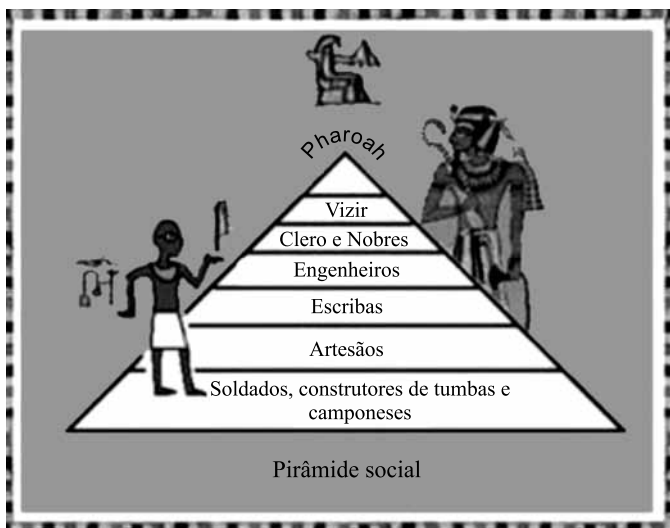 Pharoah
Vizir
Clero e Nobres
Engenheiros
Escribas
Artesãos
Soldados, construtores de tumbas e
camponeses
Pirâmide social